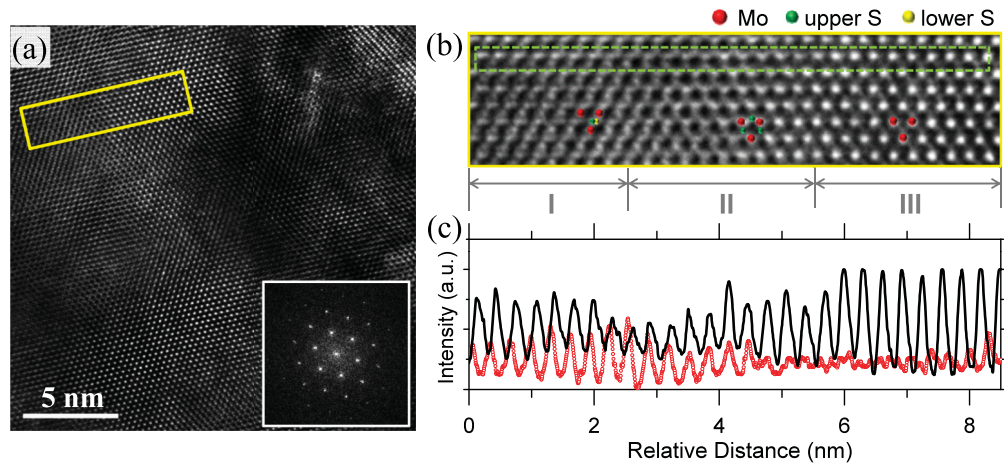 Mo upper S lower S
(a)
(b)
I II III
(c)
Intensity (a.u.)
5 nm
0 2 4 6 8
Relative Distance (nm)